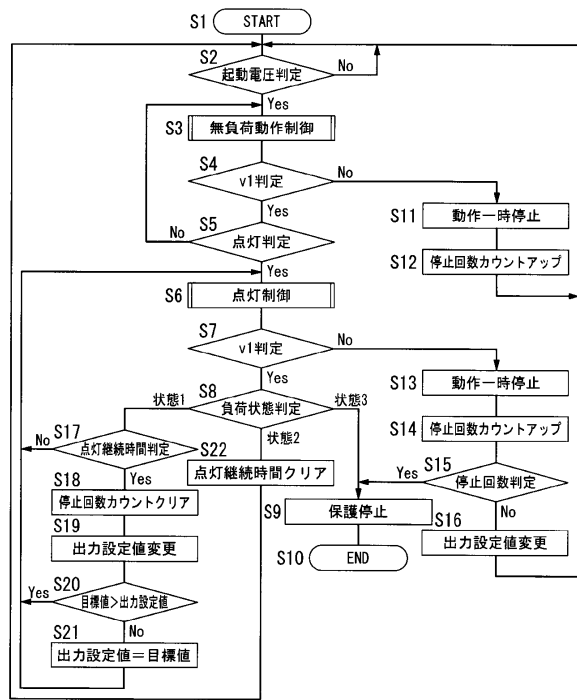 S1 START
S2 起動電圧判定 No
Yes
S3 無負荷動作制御
S4 v1判定 No
Yes
S5 点灯判定 No
Yes
S11 動作一時停止
S12 停止回数カウントアップ
S6 点灯制御
S7 v1判定 No
Yes
S13 動作一時停止
S14 停止回数カウントアップ
S15 停止回数判定 Yes
No
S16 出力設定値変更
S8 負荷状態判定
状態1
状態2
状態3
S17 点灯継続時間判定 No
Yes
S22 点灯継続時間クリア
S18 停止回数カウントクリア
S9 保護停止
S19 出力設定値変更
S10 END
S20 目標値>出力設定値 Yes
No
S21 出力設定値=目標値